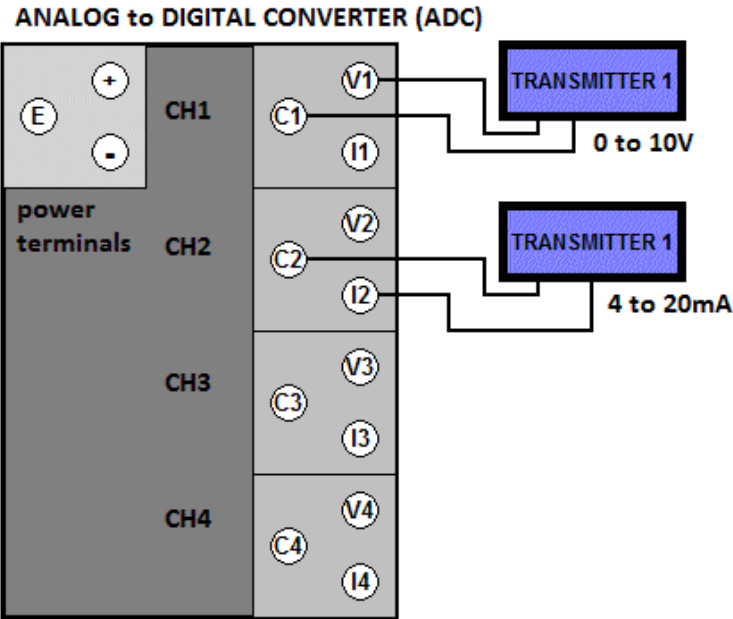 ANALOG to DIGITAL CONVERTER (ADC)
+
E
-
power
terminals
CH1
V1
C1
I1
TRANSMITTER 1
0 to 10V
CH2
V2
C2
I2
TRANSMITTER 1
4 to 20mA
CH3
V3
C3
I3
CH4
V4
C4
I4